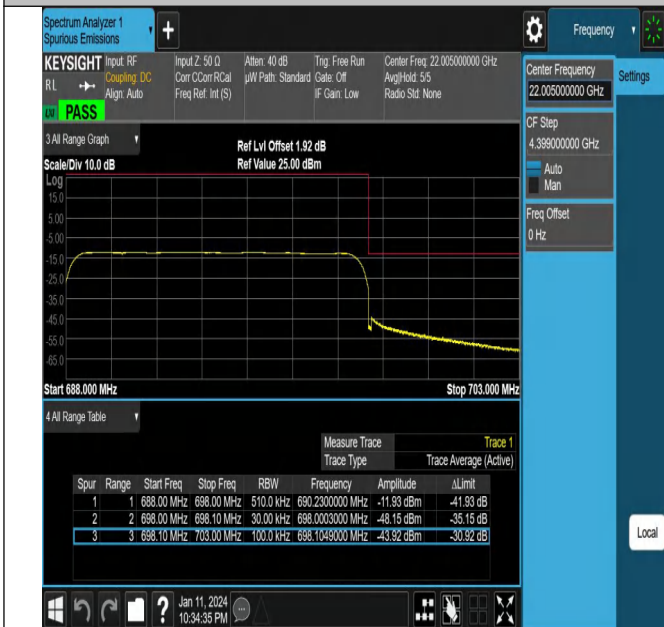 Spectrum Analyzer 1
Spurious Emissions
+
Frequency
KEYSIGHT
RL
Input: RF
Coupling: DC
Align: Auto
Input Z: 50 Ω
Corr CCorr RCal
Freq Ref: Int (S)
Atten: 40 dB
µW Path: Standard
Trig: Free Run
Gate: Off
IF Gain: Low
Center Freq: 22.005000000 GHz
Avg|Hold: 5/5
Radio Std: None
PASS
Center Frequency
22.005000000 GHz
Settings
CF Step
4.399000000 GHz
Auto
Man
Freq Offset
0 Hz
Local
3 All Range Graph
Scale/Div 10.0 dB
Ref Lvl Offset 1.92 dB
Ref Value 25.00 dBm
Log
15.0
5.00
-5.00
-15.0
-25.0
-35.0
-45.0
-55.0
-65.0
Start 688.000 MHz
Stop 703.000 MHz
4 All Range Table
Measure Trace Trace 1
Trace Type Trace Average (Active)
Spur Range Start Freq Stop Freq RBW Frequency Amplitude ΔLimit
1 1 688.00 MHz 698.00 MHz 510.0 kHz 690.2300000 MHz -11.93 dBm -41.93 dB
2 2 698.00 MHz 698.10 MHz 30.00 kHz 698.0003000 MHz -48.15 dBm -35.15 dB
3 3 698.10 MHz 703.00 MHz 100.0 kHz 698.1049000 MHz -43.92 dBm -30.92 dB
?
Jan 11, 2024
10:34:35 PM